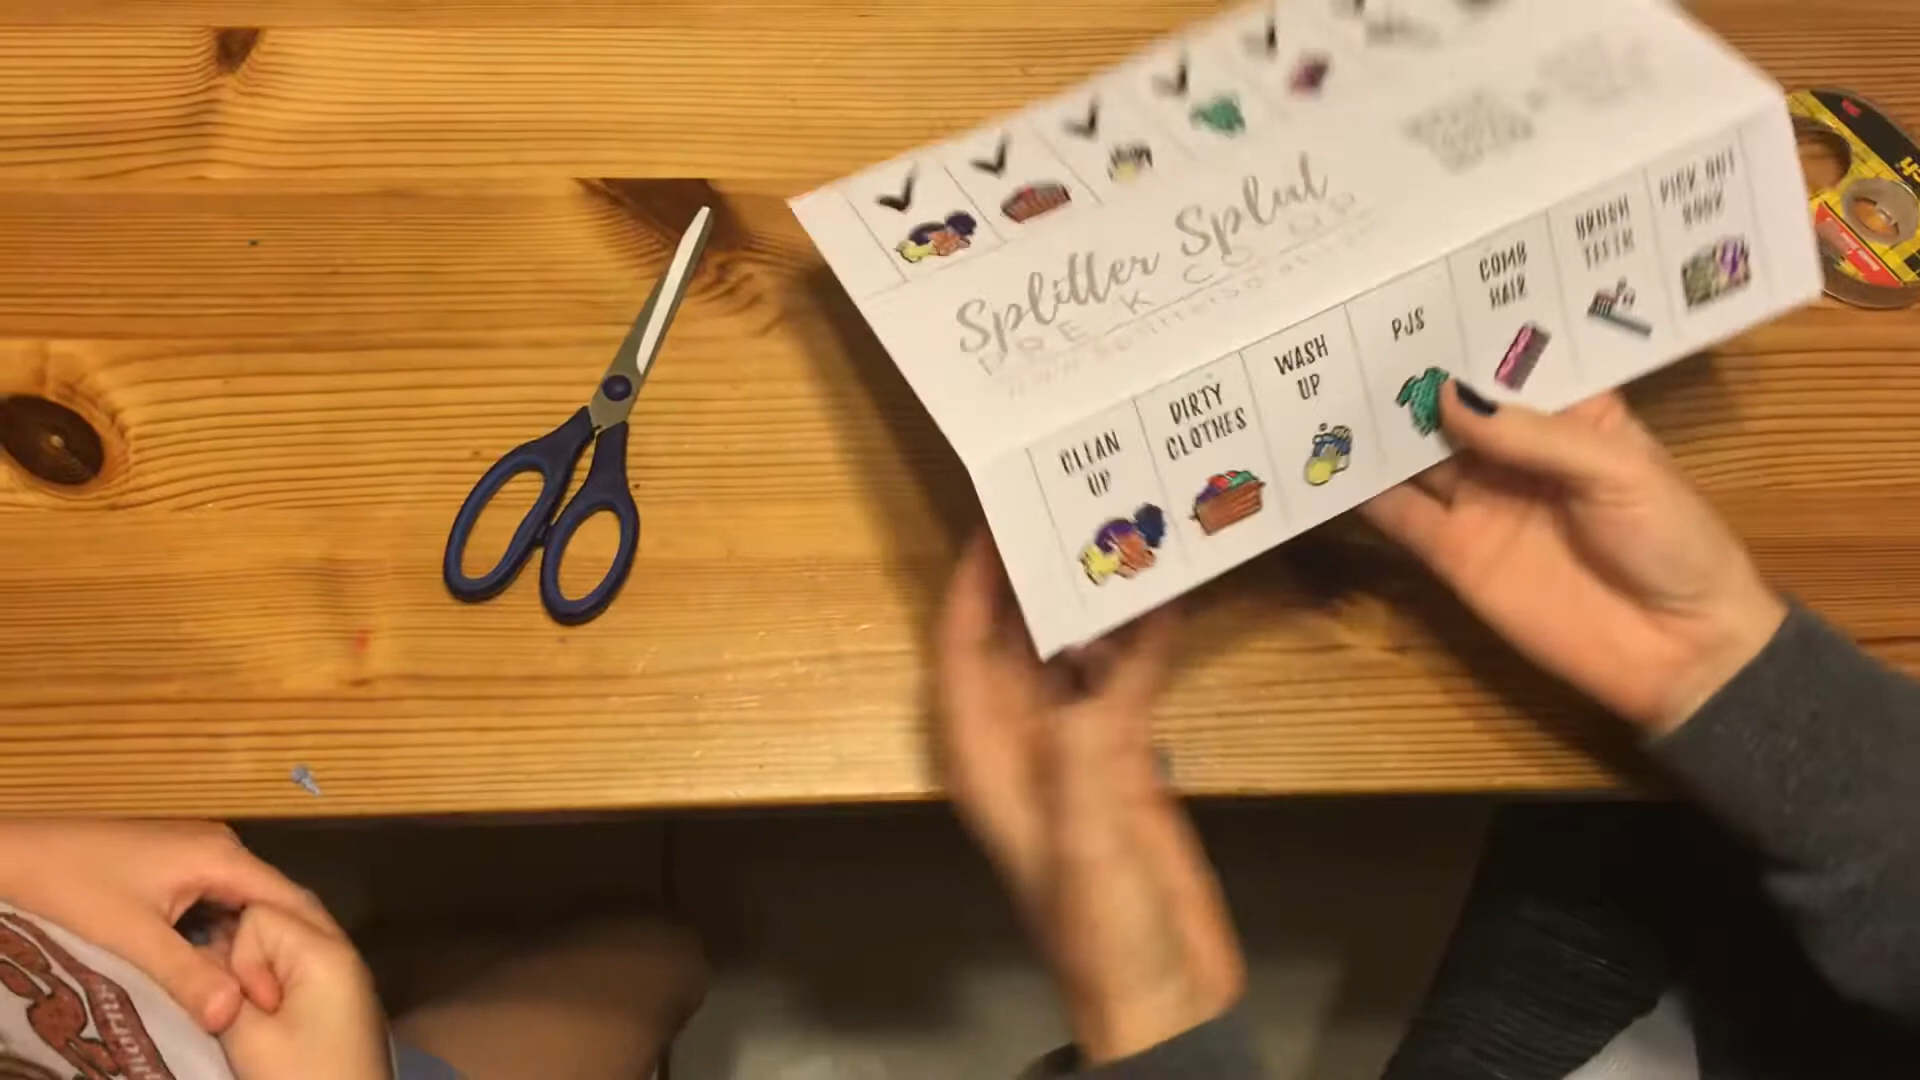 Splitter Splat
PRE K CO OP
CLEAN
UP
DIRTY
CLOTHES
WASH
UP
PJS
COMB
HAIR
BRUSH
TEETH
PICK OUT
BOOK